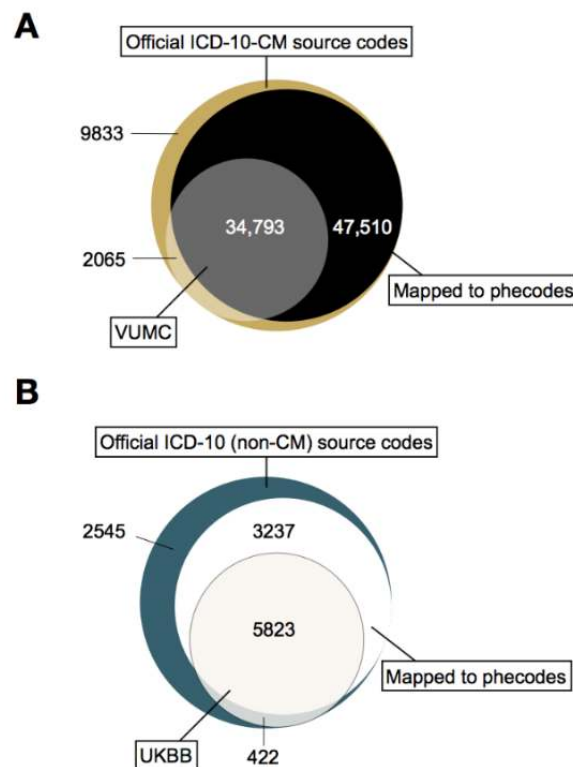 A
Official ICD-10-CM source codes
9833
34,793
47,510
2065
Mapped to phecodes
VUMC
B
Official ICD-10 (non-CM) source codes
2545
3237
5823
Mapped to phecodes
UKBB
422